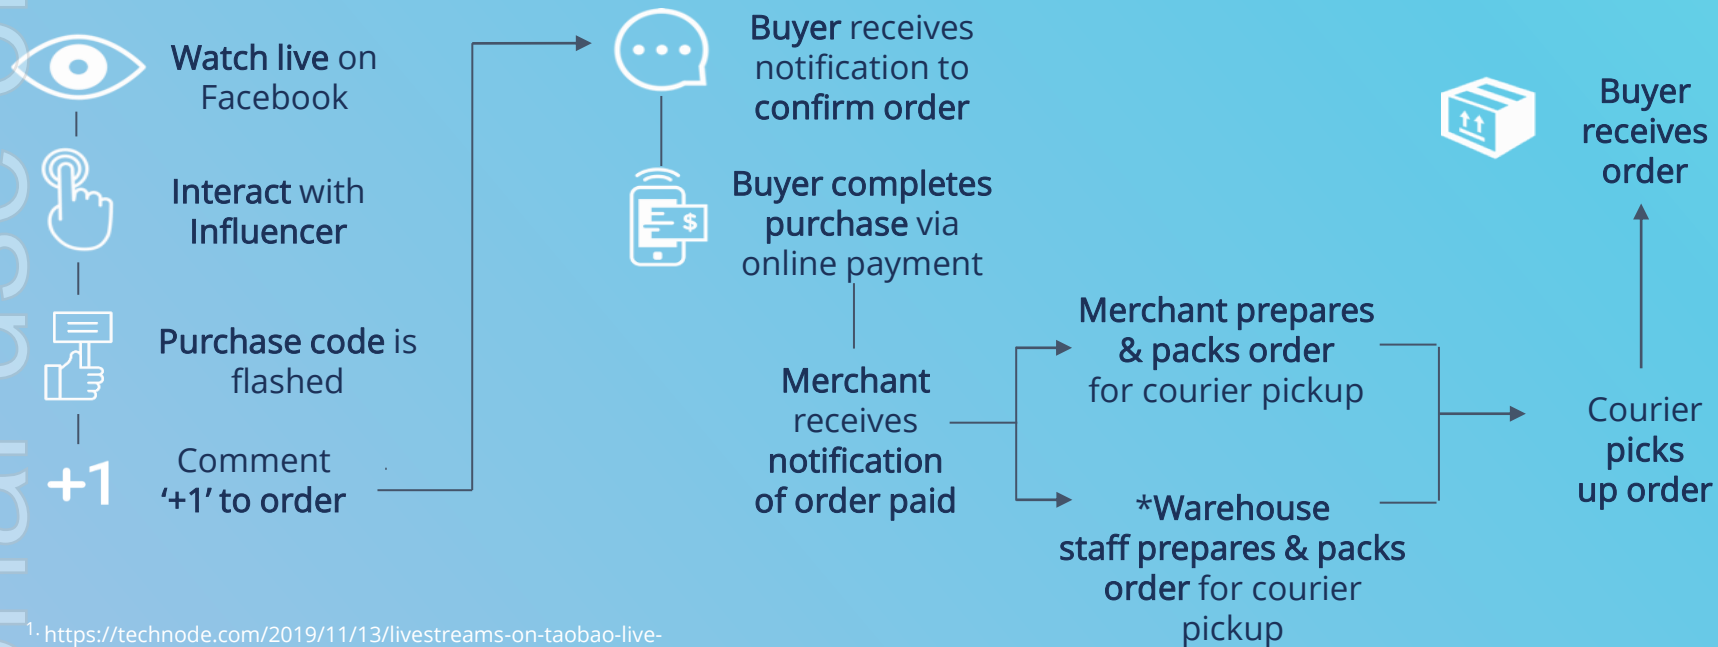 Watch live on
Facebook
Interact with
Influencer
Purchase code is
flashed
+1
Comment
‘+1’ to order
Buyer receives
notification to
confirm order
$
Buyer completes
purchase via
online payment
Merchant
receives
notification
of order paid
Merchant prepares
& packs order
for courier pickup
*Warehouse
staff prepares & packs
order for courier
pickup
Courier
picks
up order
Buyer
receives
order
1. https://technode.com/2019/11/13/livestreams-on-taobao-live-